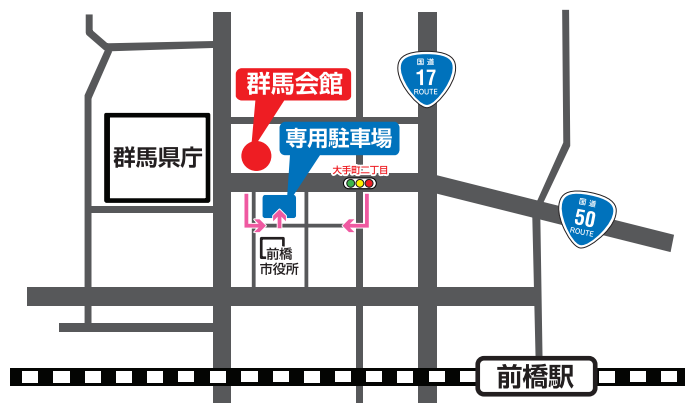 国道
17
ROUTE
群馬会館
専用駐車場
群馬県庁
大手町二丁目
国道
50
ROUTE
前橋
市役所
前橋駅